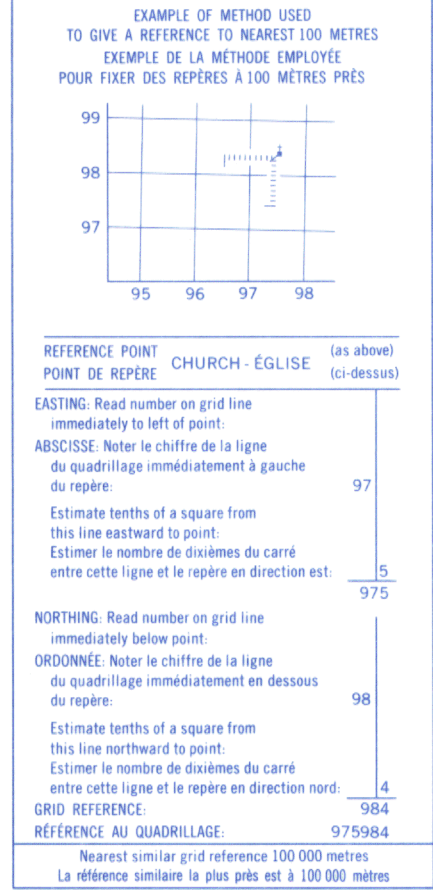 EXAMPLE OF METHOD USED
TO GIVE A REFERENCE TO NEAREST 100 METRES
EXEMPLE DE LA MÉTHODE EMPLOYÉE
POUR FIXER DES REPÈRES À 100 MÈTRES PRÈS
99
98
97
95 96 97 98
REFERENCE POINT
POINT DE REPÈRE
CHURCH - ÉGLISE
(as above)
(ci-dessus)
EASTING: Read number on grid line
immediately to left of point:
ABSCISSE: Noter le chiffre de la ligne
du quadrillage immédiatement à gauche
du repère: 97
Estimate tenths of a square from
this line eastward to point:
Estimer le nombre de dixièmes du carré
entre cette ligne et le repère en direction est: 5
975
NORTHING: Read number on grid line
immediately below point:
ORDONNÉE: Noter le chiffre de la ligne
du quadrillage immédiatement en dessous
du repère: 98
Estimate tenths of a square from
this line northward to point:
Estimer le nombre de dixièmes du carré
entre cette ligne et le repère en direction nord: 4
GRID REFERENCE: 984
RÉFÉRENCE AU QUADRILLAGE: 975984
Nearest similar grid reference 100 000 metres
La référence similaire la plus près est à 100 000 mètres